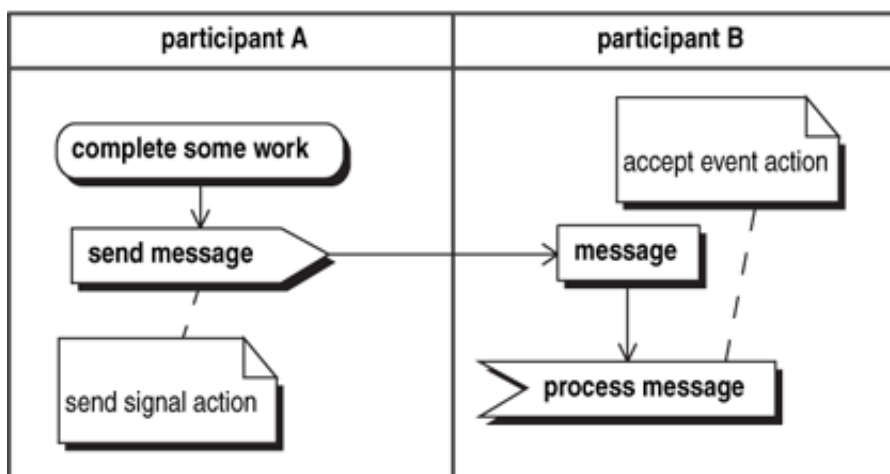 participant A
participant B
complete some work
accept event action
send message
message
process message
send signal action